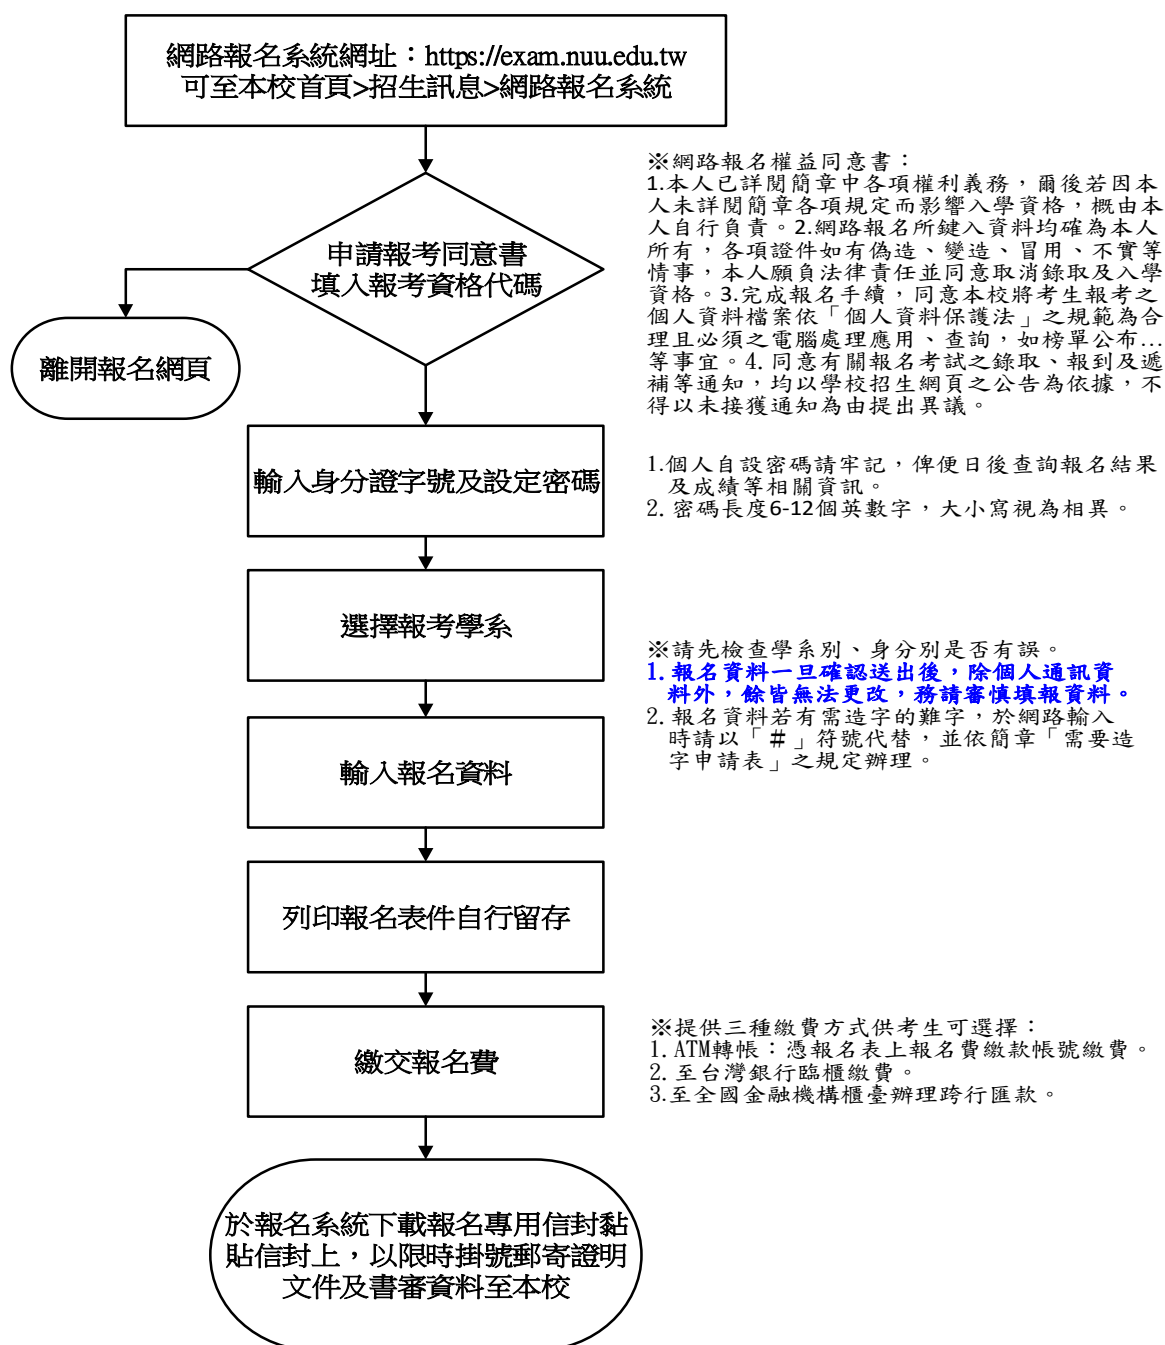 網路報名系統網址：https://exam.nuu.edu.tw
可至本校首頁>招生訊息>網路報名系統
申請報考同意書
填入報考資格代碼
離開報名網頁
※網路報名權益同意書：
1.本人已詳閱簡章中各項權利義務，爾後若因本
人未詳閱簡章各項規定而影響入學資格，概由本
人自行負責。2.網路報名所鍵入資料均確為本人
所有，各項證件如有偽造、變造、冒用、不實等
情事，本人願負法律責任並同意取消錄取及入學
資格。3.完成報名手續，同意本校將考生報考之
個人資料檔案依「個人資料保護法」之規範為合
理且必須之電腦處理應用、查詢，如榜單公布...
等事宜。4.同意有關報名考試之錄取、報到及遞
補等通知，均以學校招生網頁之公告為依據，不
得以未接獲通知為由提出異議。
輸入身分證字號及設定密碼
1.個人自設密碼請牢記，俾便日後查詢報名結果
及成績等相關資訊。
2.密碼長度6-12個英數字，大小寫視為相異。
選擇報考學系
※請先檢查學系別、身分別是否有誤。
1.報名資料一旦確認送出後，除個人通訊資
料外，餘皆無法更改，務請審慎填報資料。
2.報名資料若有需造字的難字，於網路輸入
時請以「＃」符號代替，並依簡章「需要造
字申請表」之規定辦理。
輸入報名資料
列印報名表件自行留存
繳交報名費
※提供三種繳費方式供考生可選擇：
1.ATM轉帳：憑報名表上報名費繳款帳號繳費。
2.至台灣銀行臨櫃繳費。
3.至全國金融機構櫃臺辦理跨行匯款。
於報名系統下載報名專用信封黏
貼信封上，以限時掛號郵寄證明
文件及書審資料至本校